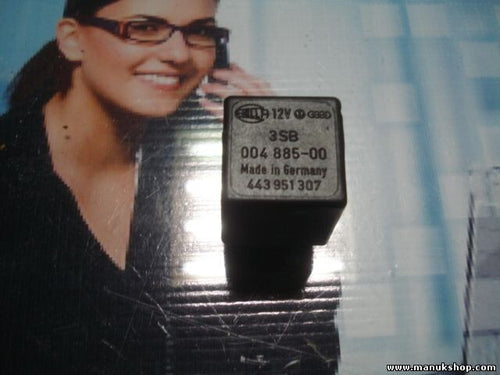 HELLA 12V
3SB
004 885-00
Made in Germany
443 951 307
www.manukshop.com